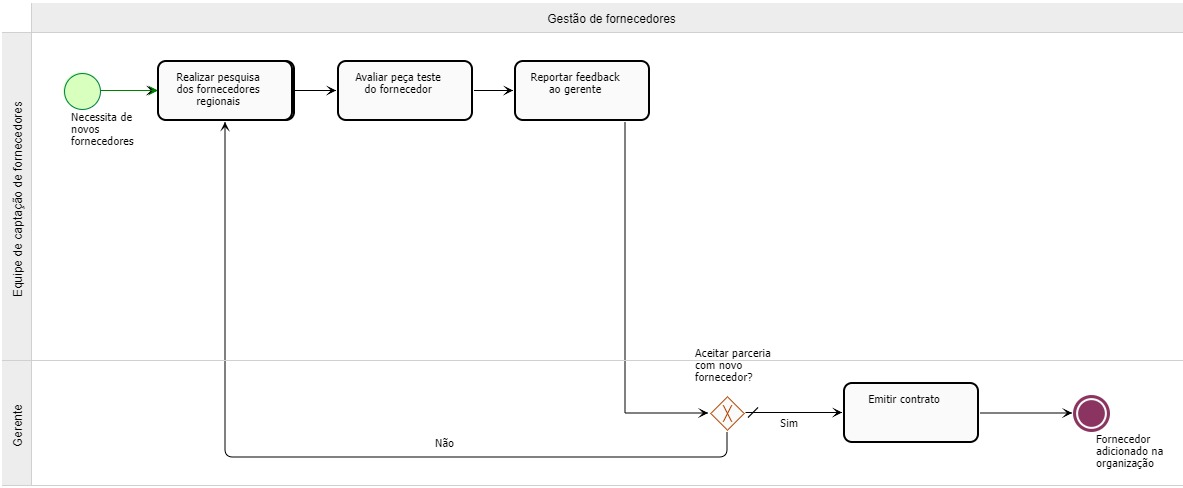 Gestão de fornecedores
Equipe de captação de fornecedores
Necessita de
novos
fornecedores
Realizar pesquisa
dos fornecedores
regionais
Avaliar peça teste
do fornecedor
Reportar feedback
ao gerente
Gerente
Aceitar parceria
com novo
fornecedor?
Não
X
Sim
Emitir contrato
Fornecedor
adicionado na
organização